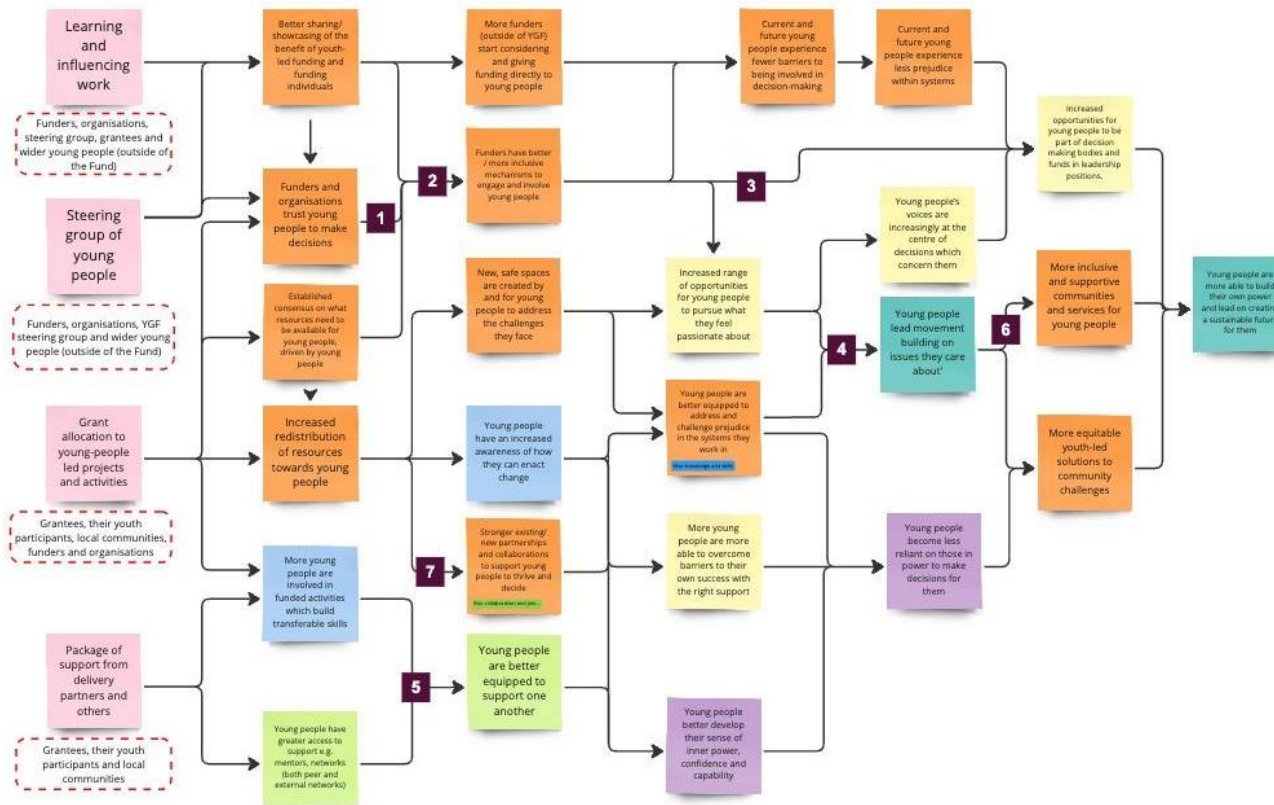 Learning
and
influencing
work
Funders, organisations,
steering group, grantees and
wider young people (outside of
the Fund)
Steering
group of
young
people
Funders, organisations, YGF
steering group and wider young
people (outside of the Fund)
Grant
allocation to
young-people
led projects
and activities
Grantees, their youth
participants, local communities,
funders and organisations
Package of
support from
delivery
partners and
others
Grantees, their youth
participants and local
communities
Better sharing/
showcasing of the
benefit of youth-
led funding and
funding
individuals
Funders and
organisations
trust young
people to make
decisions
Established
consensus on what
resources need to
be available for
young people,
driven by young
people
Increased
redistribution
of resources
towards young
people
More young
people are
involved in
funded activities
which build
transferable skills
Young people have
greater access to
support e.g.
mentors, networks
(both peer and
external networks)
1
2
7
5
More funders
(outside of YGF)
start considering
and giving
funding directly to
young people
Funders have better
/ more inclusive
mechanisms to
engage and involve
young people
New, safe spaces
are created by
and for young
people to address
the challenges
they face
Young people
have an increased
awareness of how
they can enact
change
Stronger existing/
new partnerships
and collaborations
to support young
people to thrive and
decide
Young people
are better
equipped to
support one
another
3
Increased range
of opportunities
for young people
to pursue what
they feel
passionate about
Young people are
better equipped to
address and
challenge prejudice
in the systems they
work in
More young
people are more
able to overcome
barriers to their
own success with
the right support
Young people
better develop
their sense of
inner power,
confidence and
capability
4
Current and
future young
people experience
fewer barriers to
being involved in
decision-making
Current and
future young
people experience
less prejudice
within systems
Young people's
voices are
increasingly at the
centre of
decisions which
concern them
Young people
lead movement
building on
issues they care
about'
Young people
become less
reliant on those in
power to make
decisions for
them
6
Increased
opportunities for
young people to be
part of decision
making bodies and
funds in leadership
positions.
More inclusive
and supportive
communities
and services for
young people
More equitable
youth-led
solutions to
community
challenges
Young people are
more able to build
their own power
and lead on creatin
a sustainable futur
for them